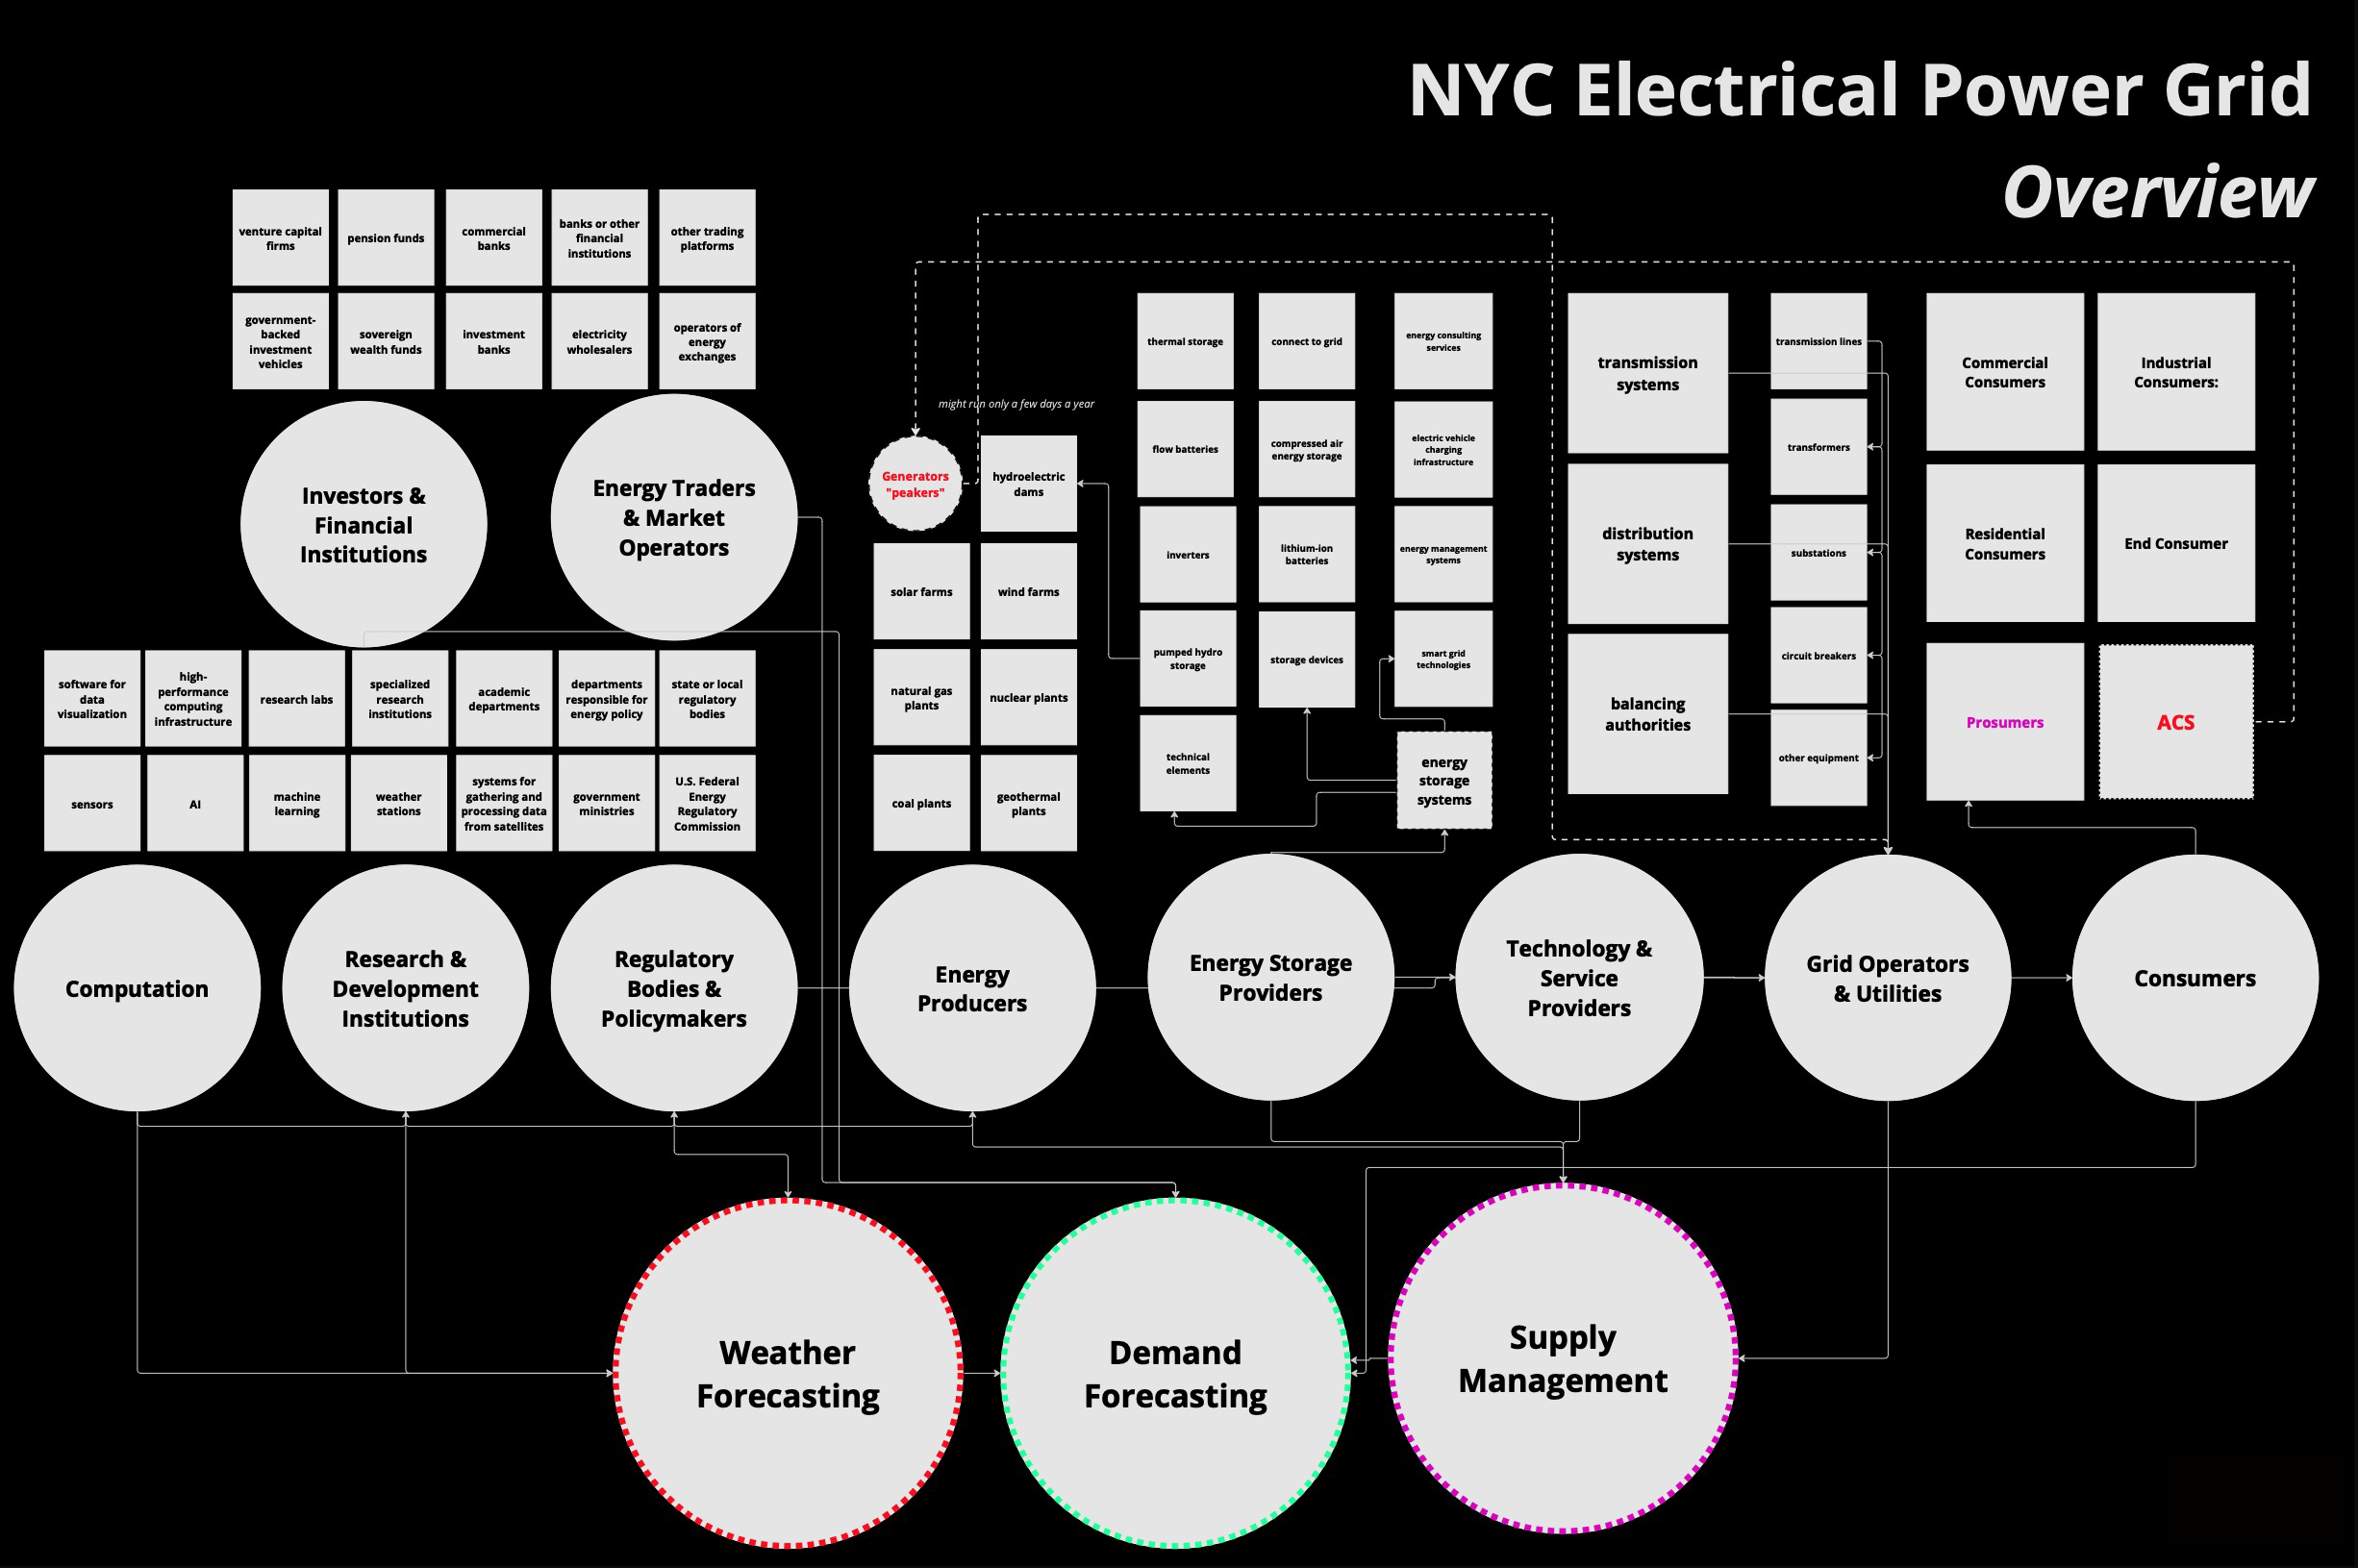 NYC Electrical Power Grid
Overview
venture capital
firms
pension funds
commercial
banks
banks or other
financial
institutions
other trading
platforms
government-
backed
investment
vehicles
sovereign
wealth funds
investment
banks
electricity
wholesalers
operators of
energy
exchanges
Investors &
Financial
Institutions
Energy Traders
& Market
Operators
software for
data
visualization
high-
performance
computing
infrastructure
research labs
specialized
research
institutions
academic
departments
departments
responsible for
energy policy
state or local
regulatory
bodies
sensors
AI
machine
learning
weather
stations
systems for
gathering and
processing data
from satellites
government
ministries
U.S. Federal
Energy
Regulatory
Commission
might run only a few days a year
Generators
"peakers"
hydroelectric
dams
solar farms
wind farms
natural gas
plants
nuclear plants
coal plants
geothermal
plants
thermal storage
connect to grid
energy consulting
services
flow batteries
compressed air
energy storage
electric vehicle
charging
infrastructure
inverters
lithium-ion
batteries
energy management
systems
pumped hydro
storage
storage devices
smart grid
technologies
technical
elements
energy
storage
systems
transmission
systems
distribution
systems
balancing
authorities
transmission lines
transformers
substations
circuit breakers
other equipment
Commercial
Consumers
Industrial
Consumers:
Residential
Consumers
End Consumer
Prosumers
ACS
Computation
Research &
Development
Institutions
Regulatory
Bodies &
Policymakers
Energy
Producers
Energy Storage
Providers
Technology &
Service
Providers
Grid Operators
& Utilities
Consumers
Weather
Forecasting
Demand
Forecasting
Supply
Management